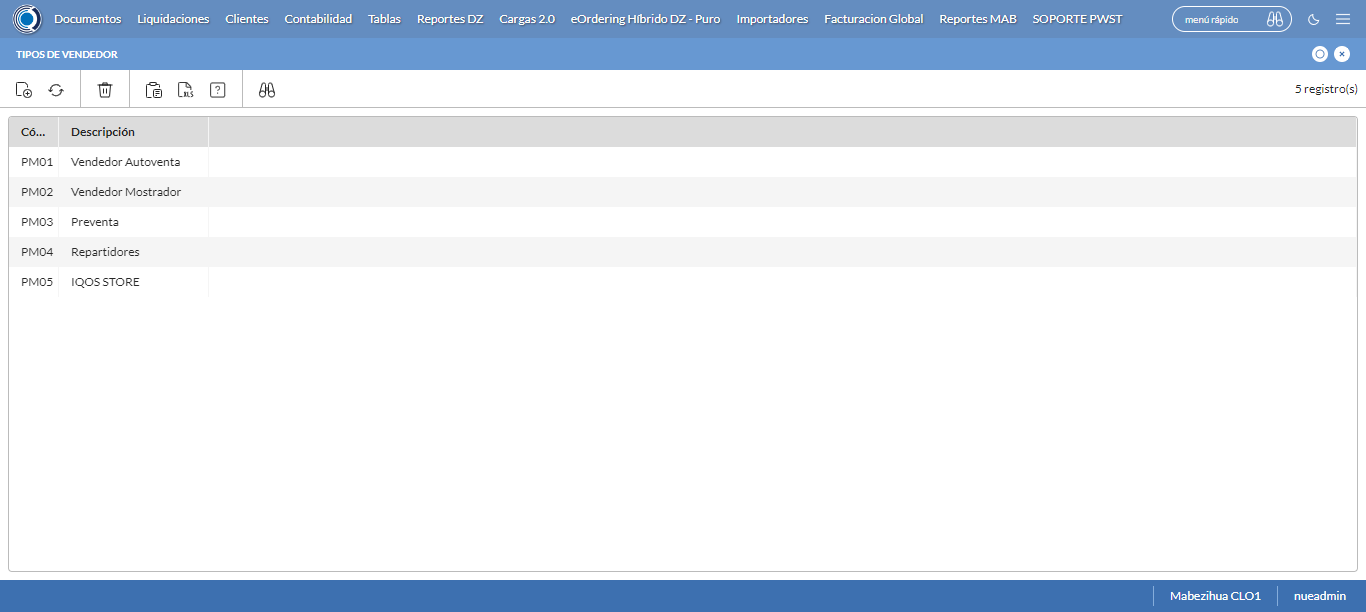 Documentos Liquidaciones Clientes Contabilidad Tablas Reportes DZ Cargas 2.0 eOrdering Híbrido DZ - Puro Importadores Facturacion Global Reportes MAB SOPORTE PWST menú rápido
TIPOS DE VENDEDOR
XLS ? 5 registro(s)
Có... Descripción
PM01 Vendedor Autoventa
PM02 Vendedor Mostrador
PM03 Preventa
PM04 Repartidores
PM05 IQOS STORE
Mabezihua CLO1 nueadmin